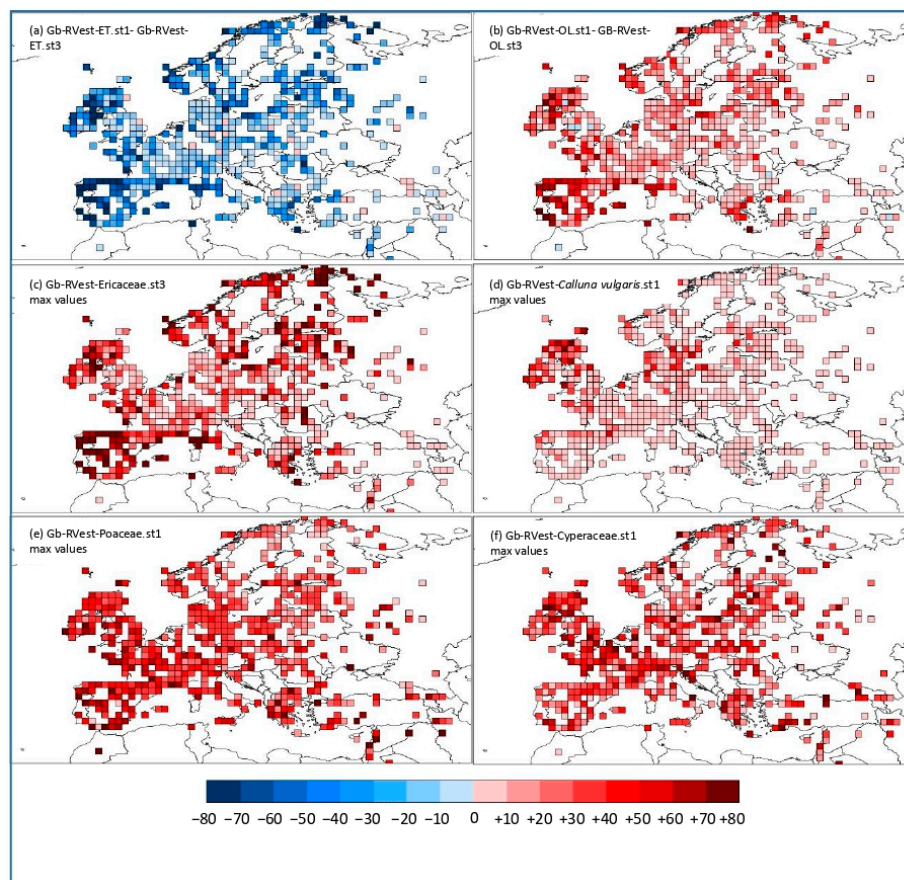 (a) Gb-RVest-ET.st1- Gb-RVest-
ET.st3
(b) Gb-RVest-OL.st1- GB-RVest-
OL.st3
(c) Gb-RVest-Ericaceae.st3
max values
(d) Gb-RVest-Calluna vulgaris.st1
max values
(e) Gb-RVest-Poaceae.st1
max values
(f) Gb-RVest-Cyperaceae.st1
max values
−80 −70 −60 −50 −40 −30 −20 −10 0 +10 +20 +30 +40 +50 +60 +70 +80